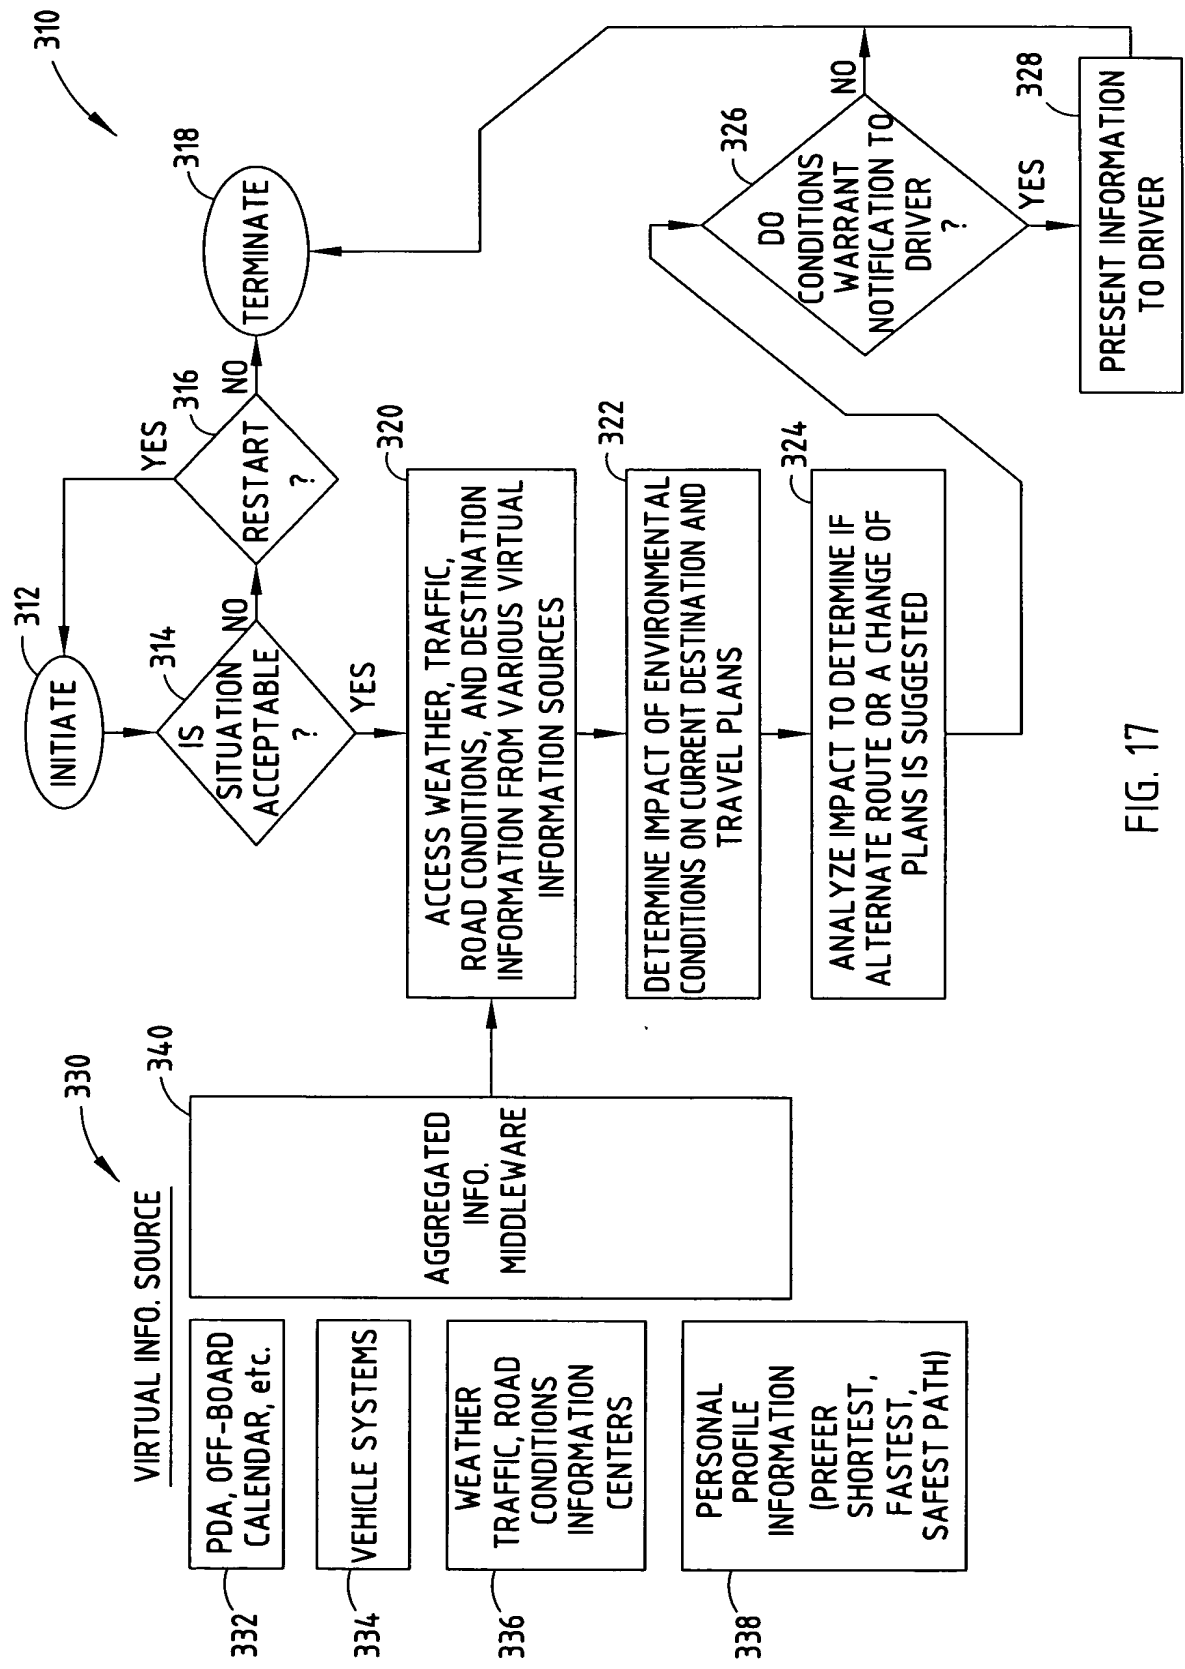 310
INITIATE
312
IS
SITUATION
ACCEPTABLE
?
314
NO
YES
RESTART
?
316
YES
NO
TERMINATE
318
VIRTUAL INFO. SOURCE
330
PDA, OFF-BOARD
CALENDAR, etc.
332
VEHICLE SYSTEMS
334
WEATHER
TRAFFIC, ROAD
CONDITIONS
INFORMATION
CENTERS
336
PERSONAL
PROFILE
INFORMATION
(PREFER
SHORTEST,
FASTEST,
SAFEST PATH)
338
AGGREGATED
INFO.
MIDDLEWARE
340
ACCESS WEATHER, TRAFFIC,
ROAD CONDITIONS, AND DESTINATION
INFORMATION FROM VARIOUS VIRTUAL
INFORMATION SOURCES
320
DETERMINE IMPACT OF ENVIRONMENTAL
CONDITIONS ON CURRENT DESTINATION AND
TRAVEL PLANS
322
ANALYZE IMPACT TO DETERMINE IF
ALTERNATE ROUTE OR A CHANGE OF
PLANS IS SUGGESTED
324
DO
CONDITIONS
WARRANT
NOTIFICATION TO
DRIVER
?
326
NO
YES
PRESENT INFORMATION
TO DRIVER
328
FIG. 17